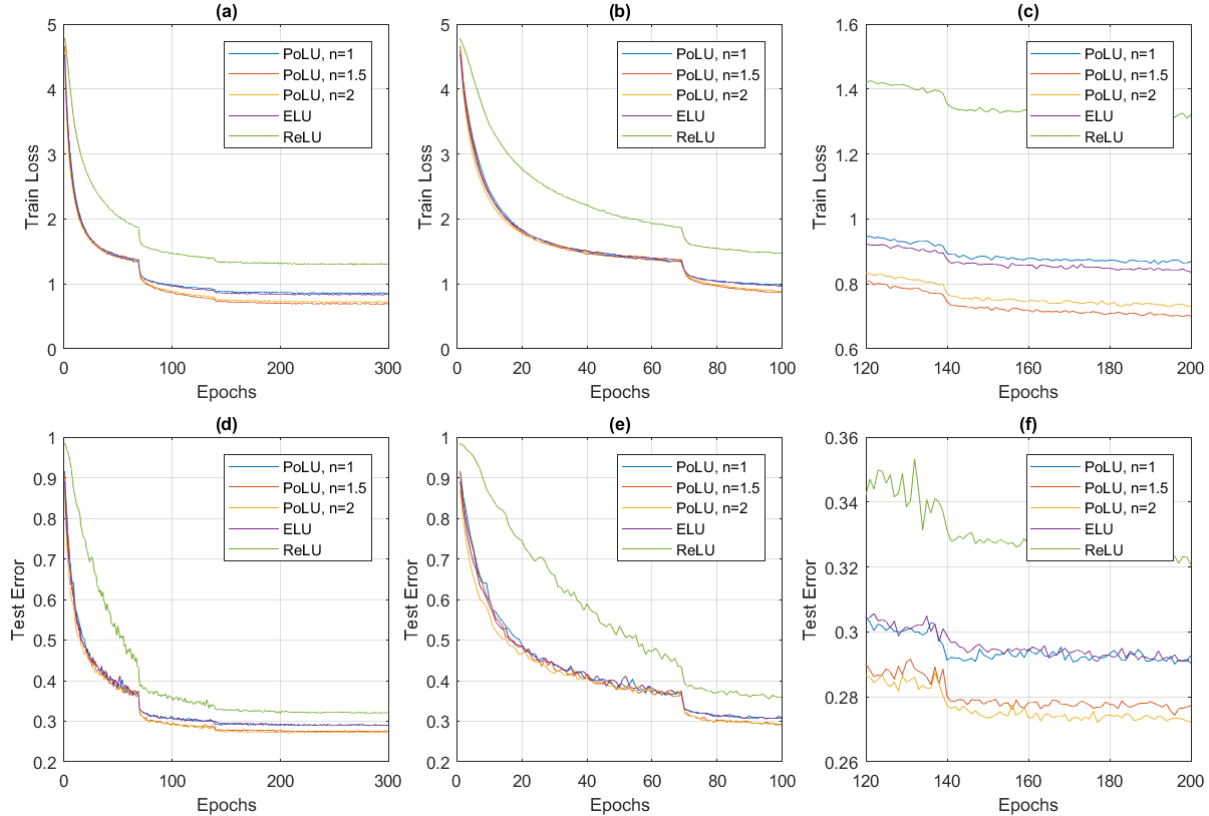 (a)
5
4
3
2
1
0
Train Loss
PoLU, n=1
PoLU, n=1.5
PoLU, n=2
ELU
ReLU
0 100 200 300
Epochs
(b)
5
4
3
2
1
0
Train Loss
PoLU, n=1
PoLU, n=1.5
PoLU, n=2
ELU
ReLU
0 20 40 60 80 100
Epochs
(c)
1.6
1.4
1.2
1
0.8
0.6
Train Loss
PoLU, n=1
PoLU, n=1.5
PoLU, n=2
ELU
ReLU
120 140 160 180 200
Epochs
(d)
1
0.9
0.8
0.7
0.6
0.5
0.4
0.3
0.2
Test Error
PoLU, n=1
PoLU, n=1.5
PoLU, n=2
ELU
ReLU
0 100 200 300
Epochs
(e)
1
0.9
0.8
0.7
0.6
0.5
0.4
0.3
0.2
Test Error
PoLU, n=1
PoLU, n=1.5
PoLU, n=2
ELU
ReLU
0 20 40 60 80 100
Epochs
(f)
0.36
0.34
0.32
0.3
0.28
0.26
Test Error
PoLU, n=1
PoLU, n=1.5
PoLU, n=2
ELU
ReLU
120 140 160 180 200
Epochs